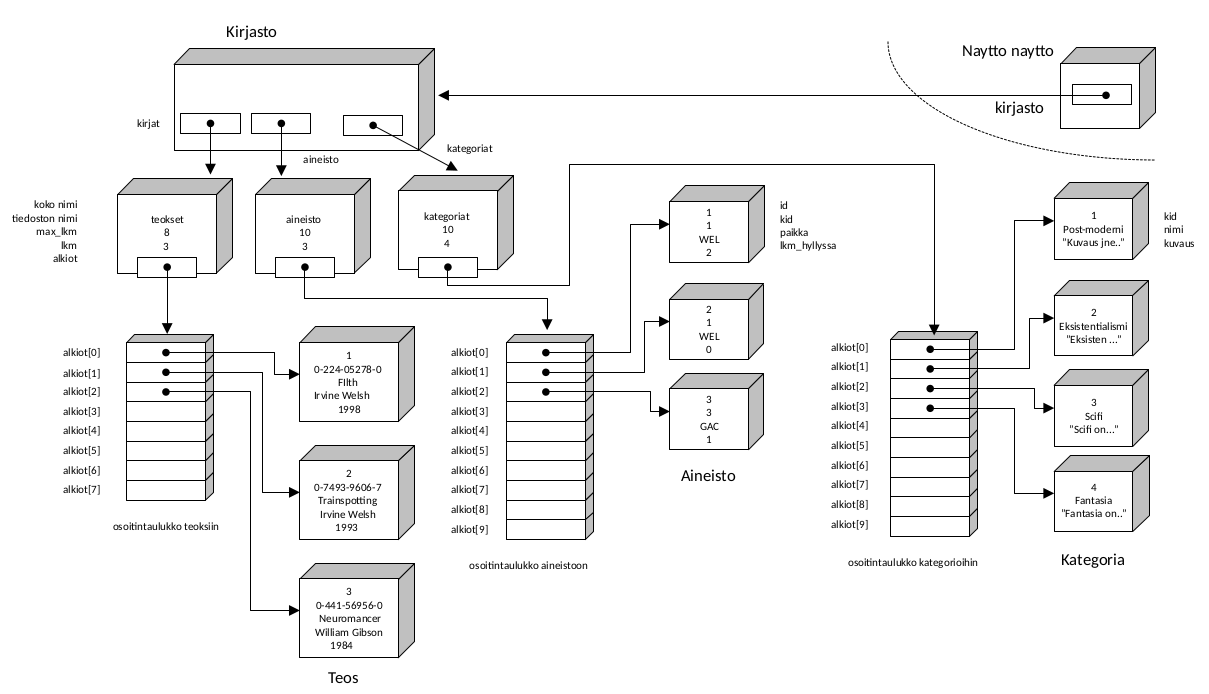 Kirjasto
Naytto naytto
kirjasto
kirjat
aineisto
kategoriat
koko nimi
tiedoston nimi
max_lkm
lkm
alkiot
teokset
8
3
aineisto
10
3
kategoriat
10
4
1
1
WEL
2
id
kid
paikka
lkm_hyllyssa
1
Post-moderni
"Kuvaus jne.."
kid
nimi
kuvaus
2
1
WEL
0
2
Eksistentialismi
"Eksisten ..."
alkiot[0]
alkiot[1]
alkiot[2]
alkiot[3]
alkiot[4]
alkiot[5]
alkiot[6]
alkiot[7]
osoitintaulukko teoksiin
1
0-224-05278-0
FIlth
Irvine Welsh
1998
2
0-7493-9606-7
Trainspotting
Irvine Welsh
1993
3
0-441-56956-0
Neuromancer
William Gibson
1984
Teos
alkiot[0]
alkiot[1]
alkiot[2]
alkiot[3]
alkiot[4]
alkiot[5]
alkiot[6]
alkiot[7]
alkiot[8]
alkiot[9]
osoitintaulukko aineistoon
3
3
GAC
1
Aineisto
alkiot[0]
alkiot[1]
alkiot[2]
alkiot[3]
alkiot[4]
alkiot[5]
alkiot[6]
alkiot[7]
alkiot[8]
alkiot[9]
osoitintaulukko kategorioihin
3
Scifi
"Scifi on..."
4
Fantasia
"Fantasia on.."
Kategoria